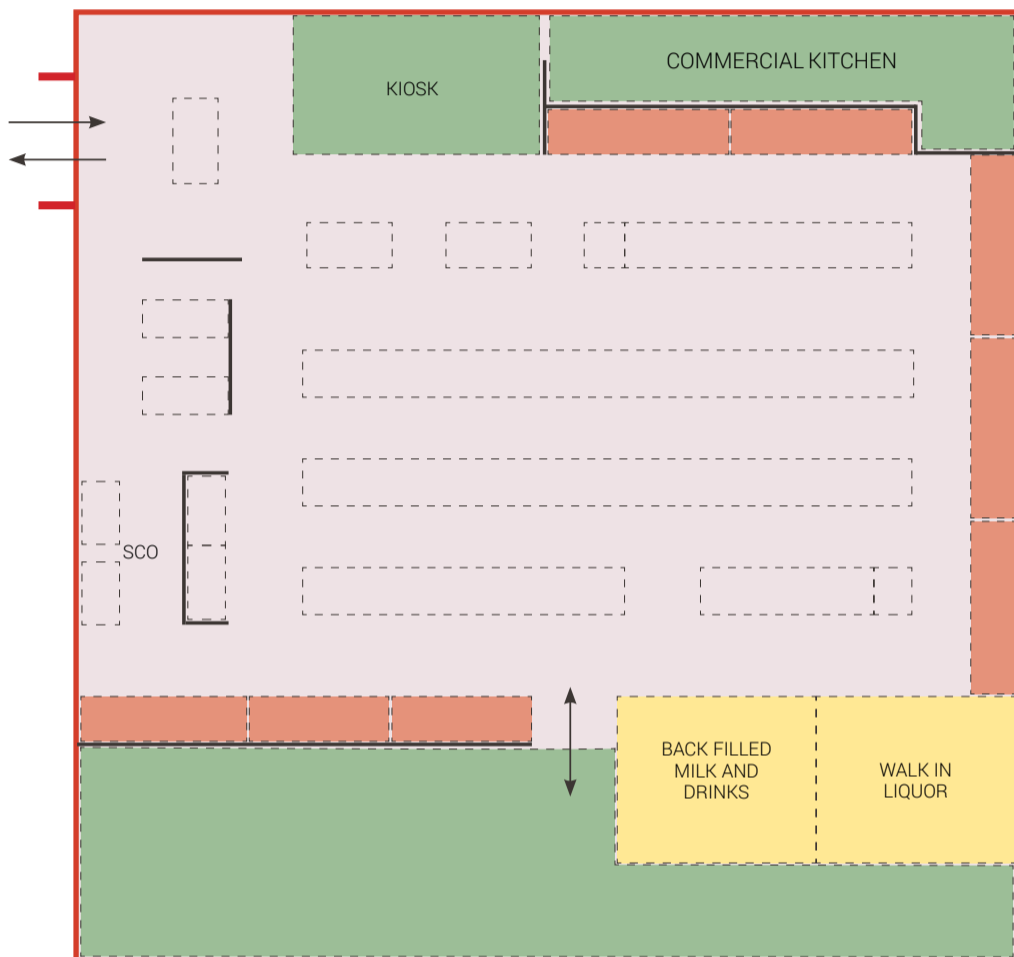 KIOSK
COMMERCIAL KITCHEN
SCO
BACK FILLED
MILK AND
DRINKS
WALK IN
LIQUOR